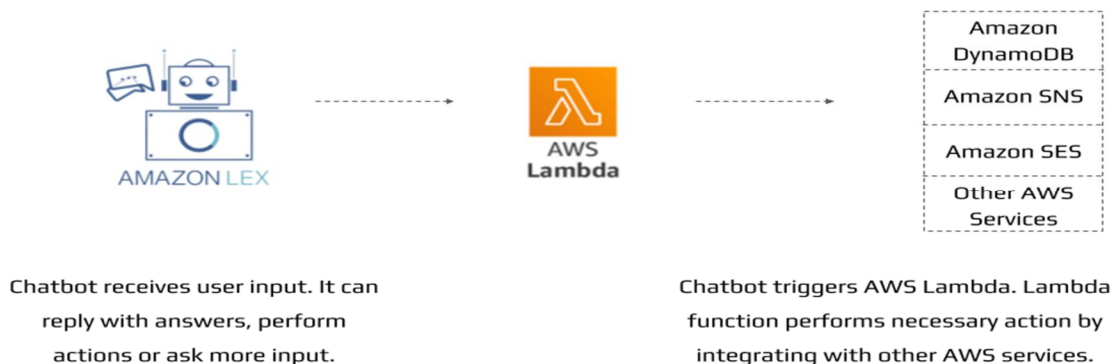 Amazon
DynamoDB
Amazon SNS
Amazon SES
Other AWS
Services
AMAZON LEX
AWS
Lambda
Chatbot receives user input. It can
reply with answers, perform
actions or ask more input.
Chatbot triggers AWS Lambda. Lambda
function performs necessary action by
integrating with other AWS services.